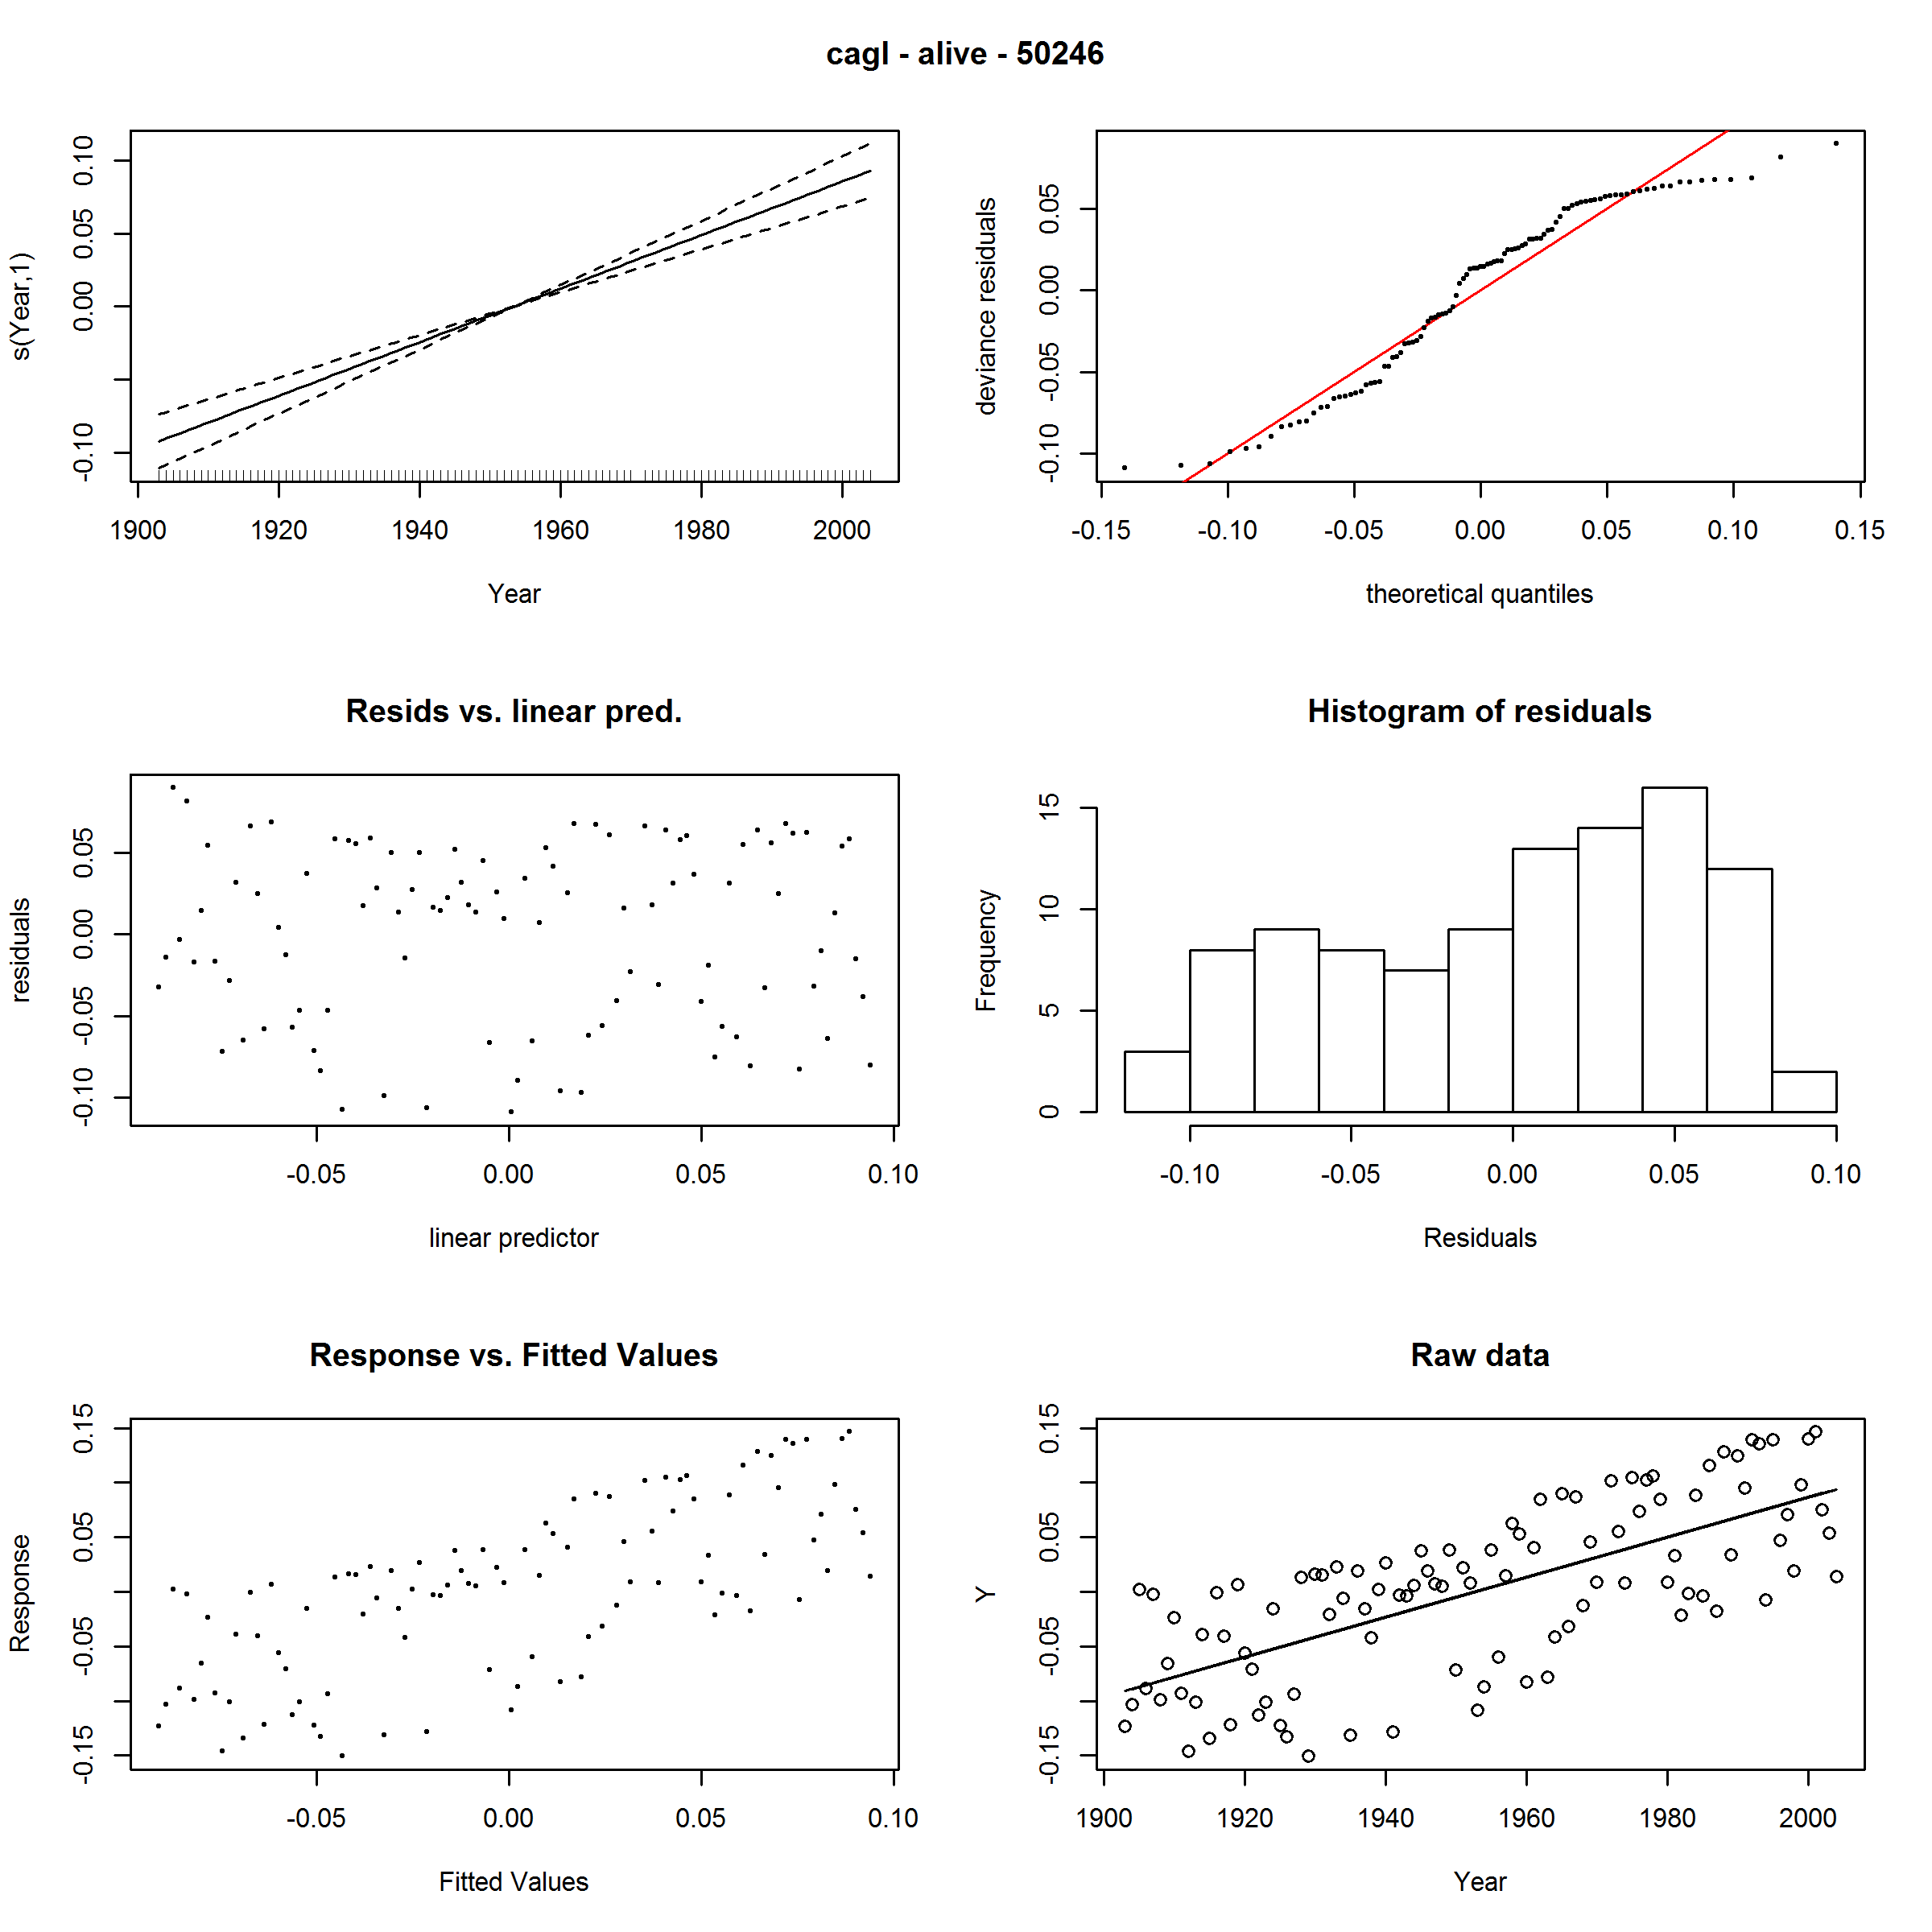 cagl - alive - 50246
s(Year,1)
-0.10 0.00 0.05 0.10
1900 1920 1940 1960 1980 2000
Year
deviance residuals
-0.10 -0.05 0.00 0.05
-0.15 -0.10 -0.05 0.00 0.05 0.10 0.15
theoretical quantiles
Resids vs. linear pred.
residuals
-0.10 -0.05 0.00 0.05
-0.05 0.00 0.05 0.10
linear predictor
Histogram of residuals
Frequency
0 5 10 15
-0.10 -0.05 0.00 0.05 0.10
Residuals
Response vs. Fitted Values
Response
-0.15 -0.05 0.05 0.15
-0.05 0.00 0.05 0.10
Fitted Values
Raw data
Y
-0.15 -0.05 0.05 0.15
1900 1920 1940 1960 1980 2000
Year